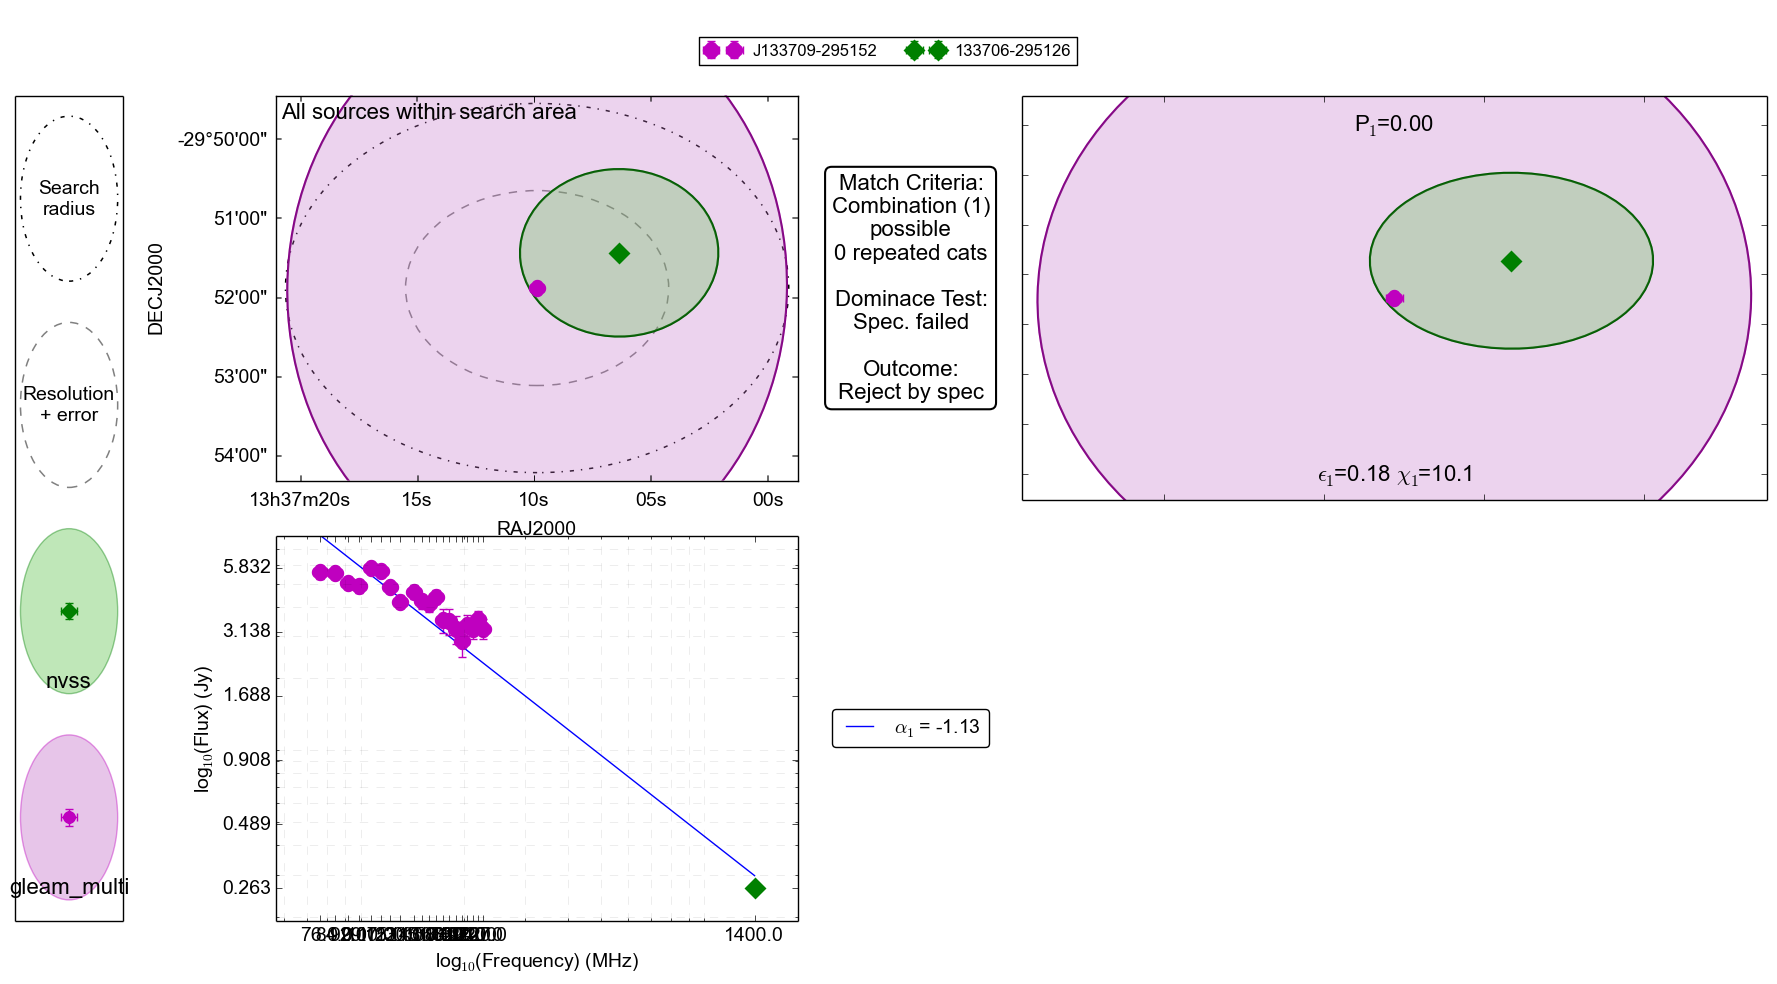 J133709-295152
133706-295126
Search
radius
Resolution
+ error
nvss
gleam_multi
All sources within search area
-29°50'00"
51'00"
52'00"
53'00"
54'00"
DECJ2000
13h37m20s
15s
10s
05s
00s
RAJ2000
Match Criteria:
Combination (1)
possible
0 repeated cats
Dominace Test:
Spec. failed
Outcome:
Reject by spec
P₁=0.00
ϵ₁=0.18 χ₁=10.1
5.832
3.138
1.688
0.908
0.489
0.263
log₁₀(Flux) (Jy)
1400.0
log₁₀(Frequency) (MHz)
α₁ = -1.13